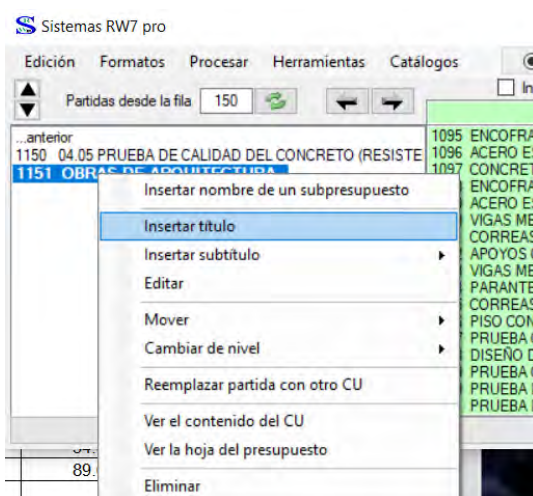 Sistemas RW7 pro
Edición Formatos Procesar Herramientas Catálogos
Partidas desde la fila 150
...anterior
1150 04.05 PRUEBA DE CALIDAD DEL CONCRETO (RESISTE
1151 OBRAS DE ARQUITECTURA
Insertar nombre de un subpresupuesto
Insertar título
Insertar subtítulo
Editar
Mover
Cambiar de nivel
Reemplazar partida con otro CU
Ver el contenido del CU
Ver la hoja del presupuesto
Eliminar
In
1095 ENCOFRA
1096 ACERO ES
1097 CONCRET
ENCOFRA
ACERO ES
VIGAS ME
CORREAS
APOYOS
VIGAS ME
PARANTE
CORREAS
PISO CON
PRUEBA
DISEÑO D
PRUEBA
PRUEBA
PRUEBA
89.